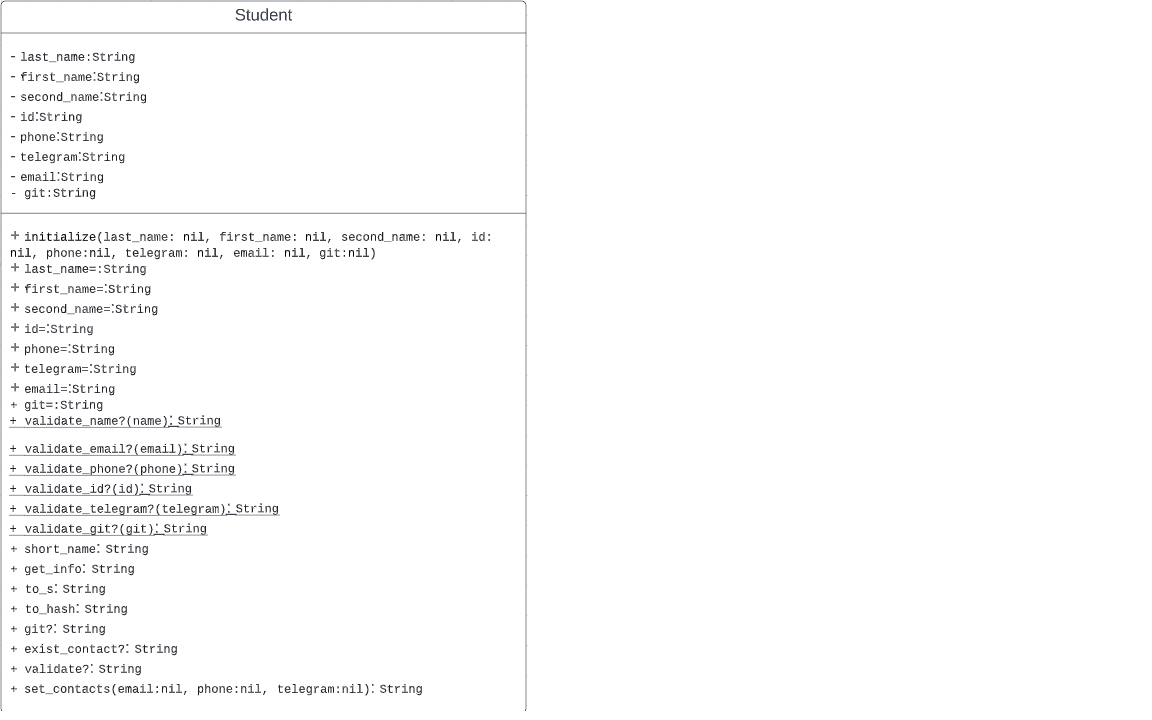 Student
- last_name:String
- first_name:String
- second_name:String
- id:String
- phone:String
- telegram:String
- email:String
- git:String
+ initialize(last_name: nil, first_name: nil, second_name: nil, id:
nil, phone:nil, telegram: nil, email: nil, git:nil)
+ last_name=:String
+ first_name=:String
+ second_name=:String
+ id=:String
+ phone=:String
+ telegram=:String
+ email=:String
+ git=:String
+ validate_name?(name): String
+ validate_email?(email): String
+ validate_phone?(phone): String
+ validate_id?(id): String
+ validate_telegram?(telegram): String
+ validate_git?(git): String
+ short_name: String
+ get_info: String
+ to_s: String
+ to_hash: String
+ git?: String
+ exist_contact?: String
+ validate?: String
+ set_contacts(email:nil, phone:nil, telegram:nil): String